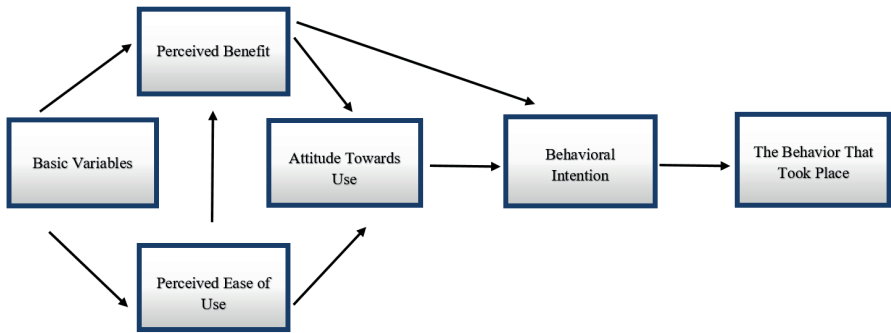 Perceived Benefit
Basic Variables
Attitude Towards
Use
Behavioral
Intention
The Behavior That
Took Place
Perceived Ease of
Use